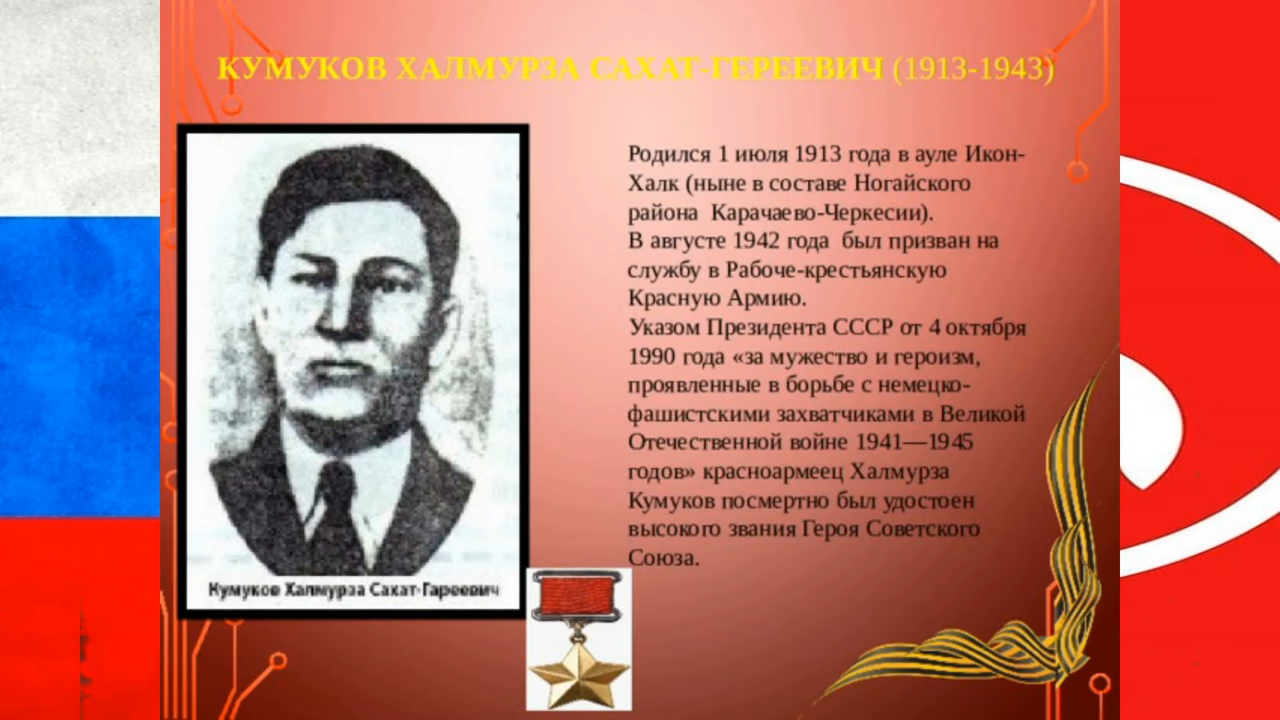 КУМУКОВ ХАЛМУРЗА САХАТ-ГЕРЕЕВИЧ (1913-1943)
Родился 1 июля 1913 года в ауле Икон-
Халк (ныне в составе Ногайского
района Карачаево-Черкесии).
В августе 1942 года был призван на
службу в Рабоче-крестьянскую
Красную Армию.
Указом Президента СССР от 4 октября
1990 года «за мужество и героизм,
проявленные в борьбе с немецко-
фашистскими захватчиками в Великой
Отечественной войне 1941—1945
годов» красноармеец Халмурза
Кумуков посмертно был удостоен
высокого звания Героя Советского
Союза.
Кумуков Халмурза Сахат-Гареевич